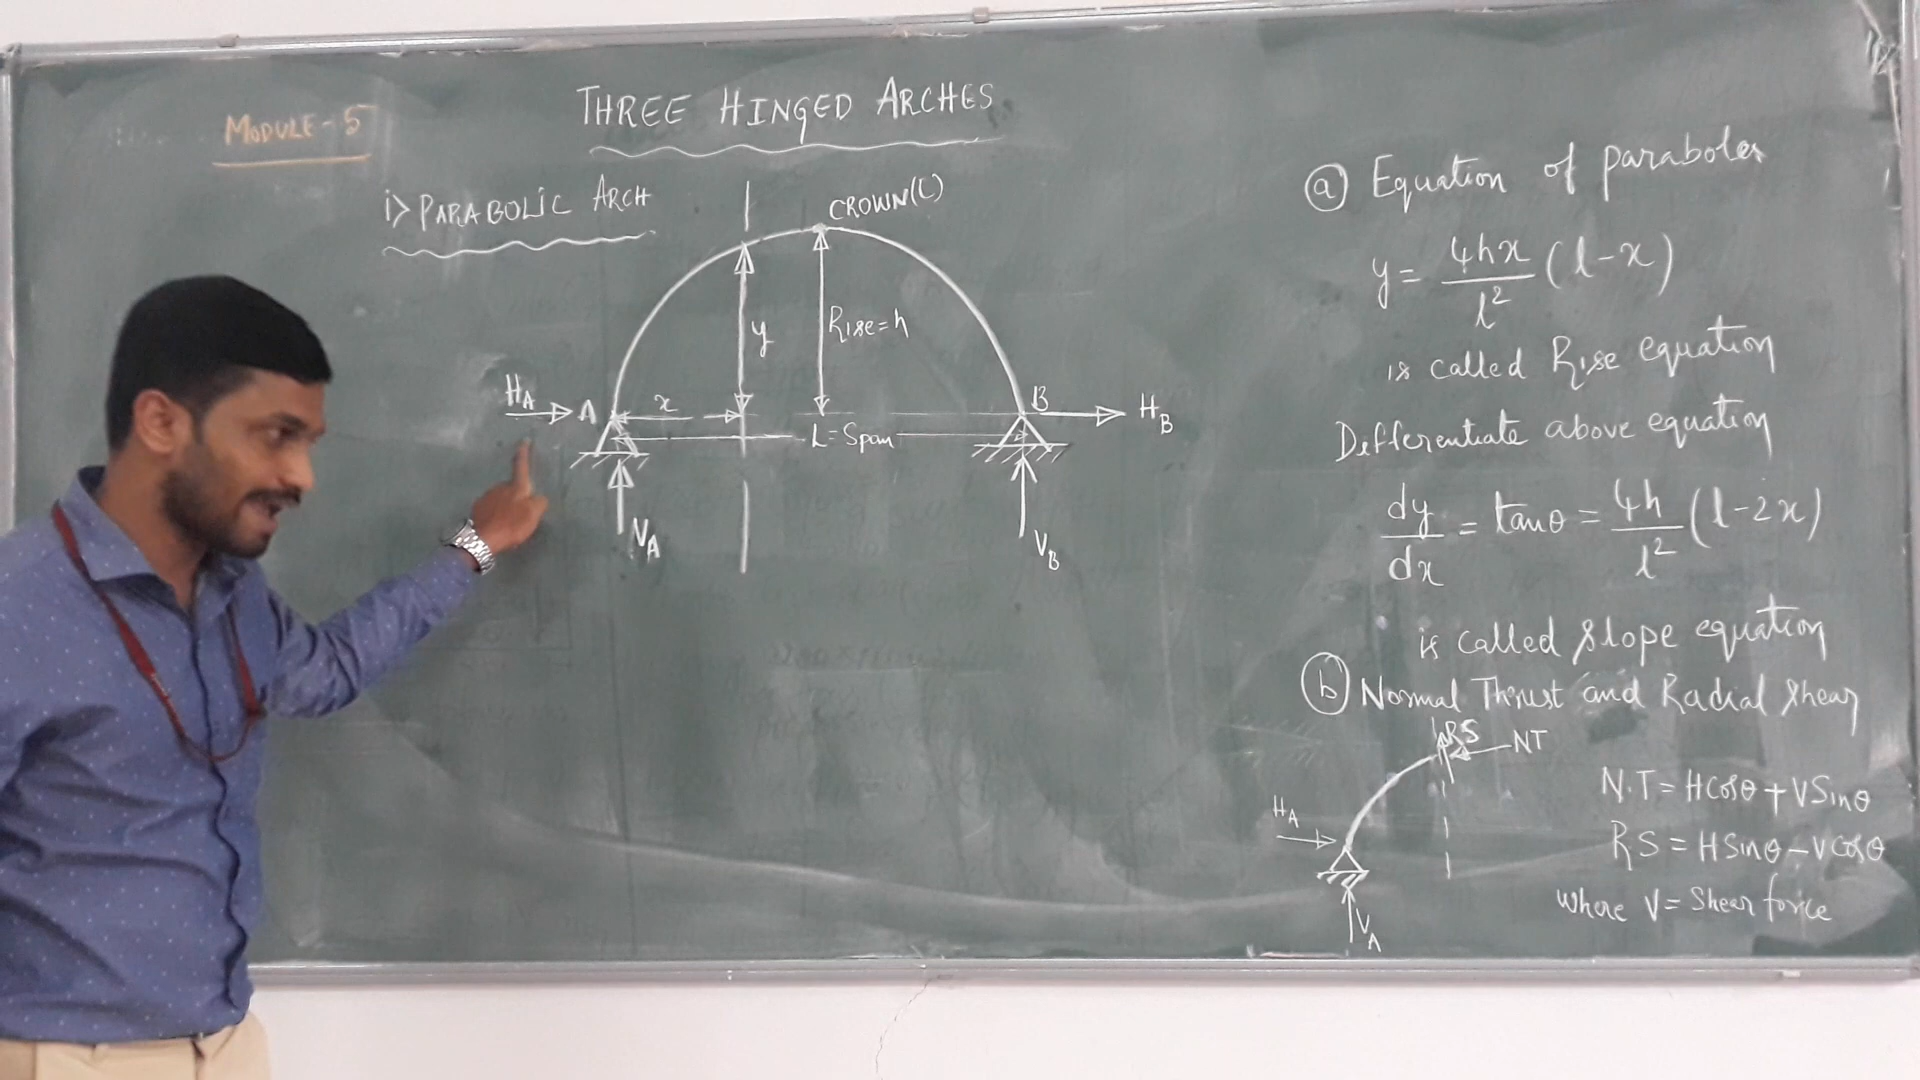 MODULE-5
THREE HINGED ARCHES
i> PARABOLIC ARCH
CROWN(C)
y
Rise=h
HA
A
x
B
HB
L=Span
VA
VB
(a) Equation of parabola
y = 4hx/l² (l-x)
is called Rise equation
Differentiate above equation
dy/dx = tanθ = 4h/l² (l-2x)
is called slope equation
(b) Normal Thrust and Radial shear
RS
NT
HA
VA
N.T = HCosθ + VSinθ
RS = HSinθ - VCosθ
where V = Shear force